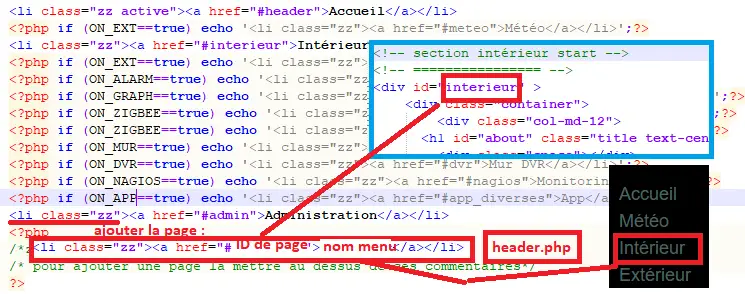 <li class="zz active"><a href="#header">Accueil</a></li>
<?php if (ON_EXT==true) echo '<li class="zz"><a href="#meteo">Météo</a></li>';?>
<li class="zz"><a href="#interieur">Intérieur
<?php if (ON_EXT==true) echo '<li class="zz">
<?php if (ON_ALARM==true) echo '<li class="zz">
<?php if (ON_GRAPH==true) echo '<li class="zz">
<?php if (ON_ZIGBEE==true) echo '<li class="zz">
<?php if (ON_ZIGBEE==true) echo '<li class="zz">
<?php if (ON_MUR==true) echo '<li class="zz"><a
<?php if (ON_DVR==true) echo '<li class="zz"><a href="#dvr">Mur DVR</a></li>';?>
<?php if (ON_NAGIOS==true) echo '<li class="zz"><a href="#nagios">Monitorin
<?php if (ON_APP==true) echo '<li class="zz"><a href="#app_diverses">App</a>
<li class="zz"><a href="#admin">Administration</a></li>
<?php
ajouter la page :
/*
<li class="zz"><a href="# ID de page "> nom menu </a></li>
/* pour ajouter une page la mettre au dessus de ces commentaires*/
?>
<!-- section intérieur start -->
<!-- ================ -->
<div id="interieur" >
<div class="container">
<div class="col-md-12">
<h1 id="about" class="title text-cen
header.php
Accueil
Météo
Intérieur
Extérieur